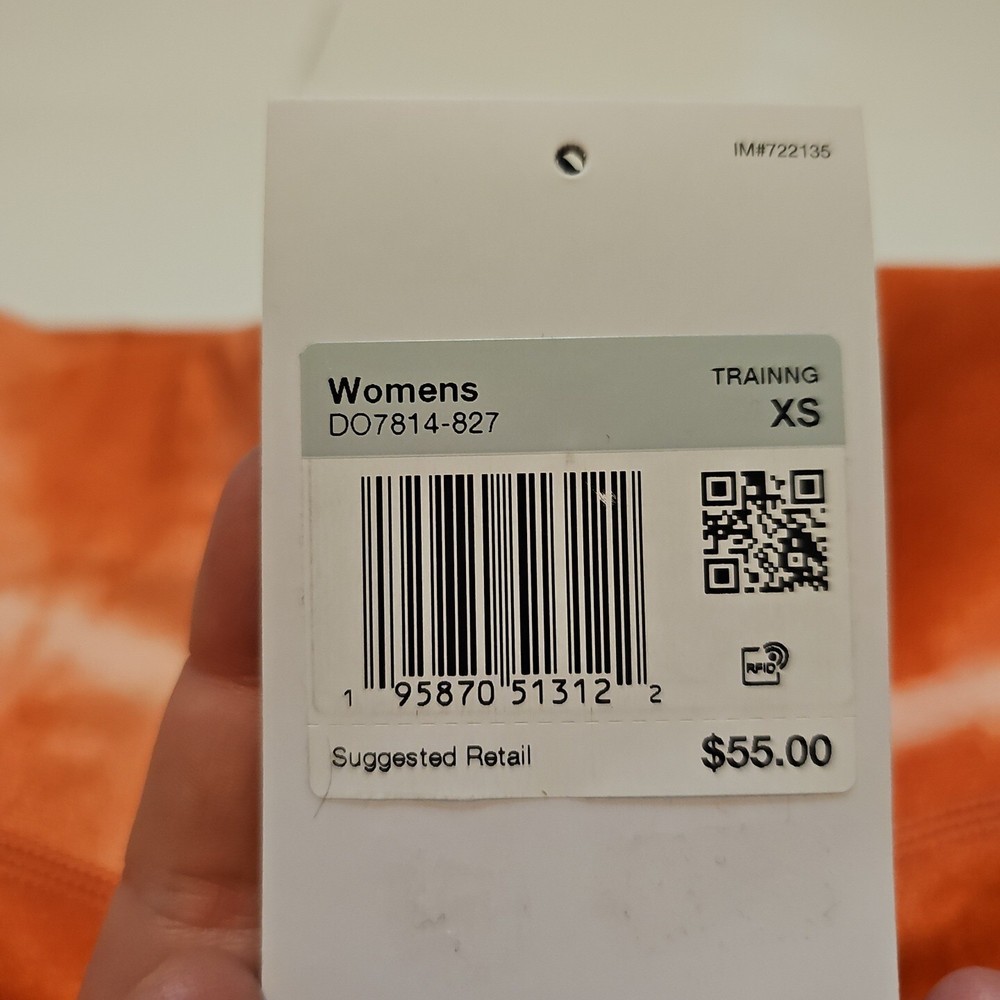 IM#722135
Womens
DO7814-827
TRAINNG
XS
1 95870 51312 2
RFID
Suggested Retail
$55.00